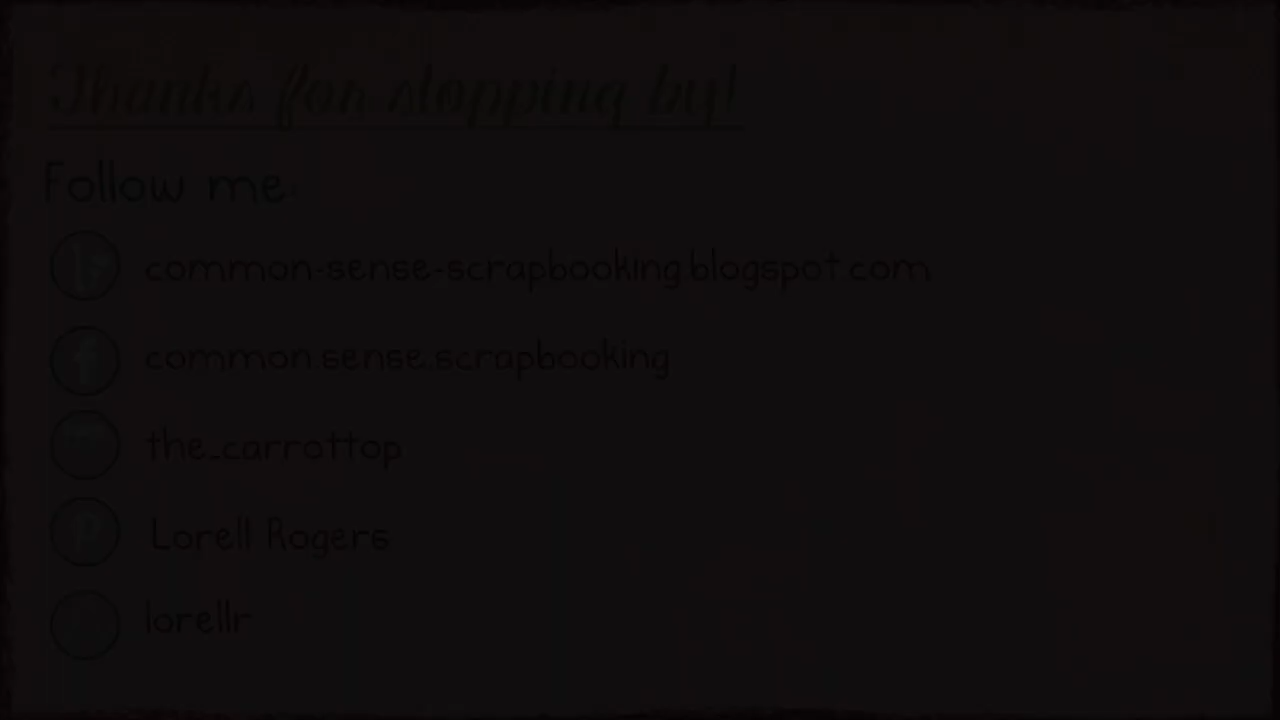 Thanks for stopping by!
Follow me:
common-sense-scrapbooking.blogspot.com
common.sense.scrapbooking
the_carrottop
Lorell Rogers
lorellr